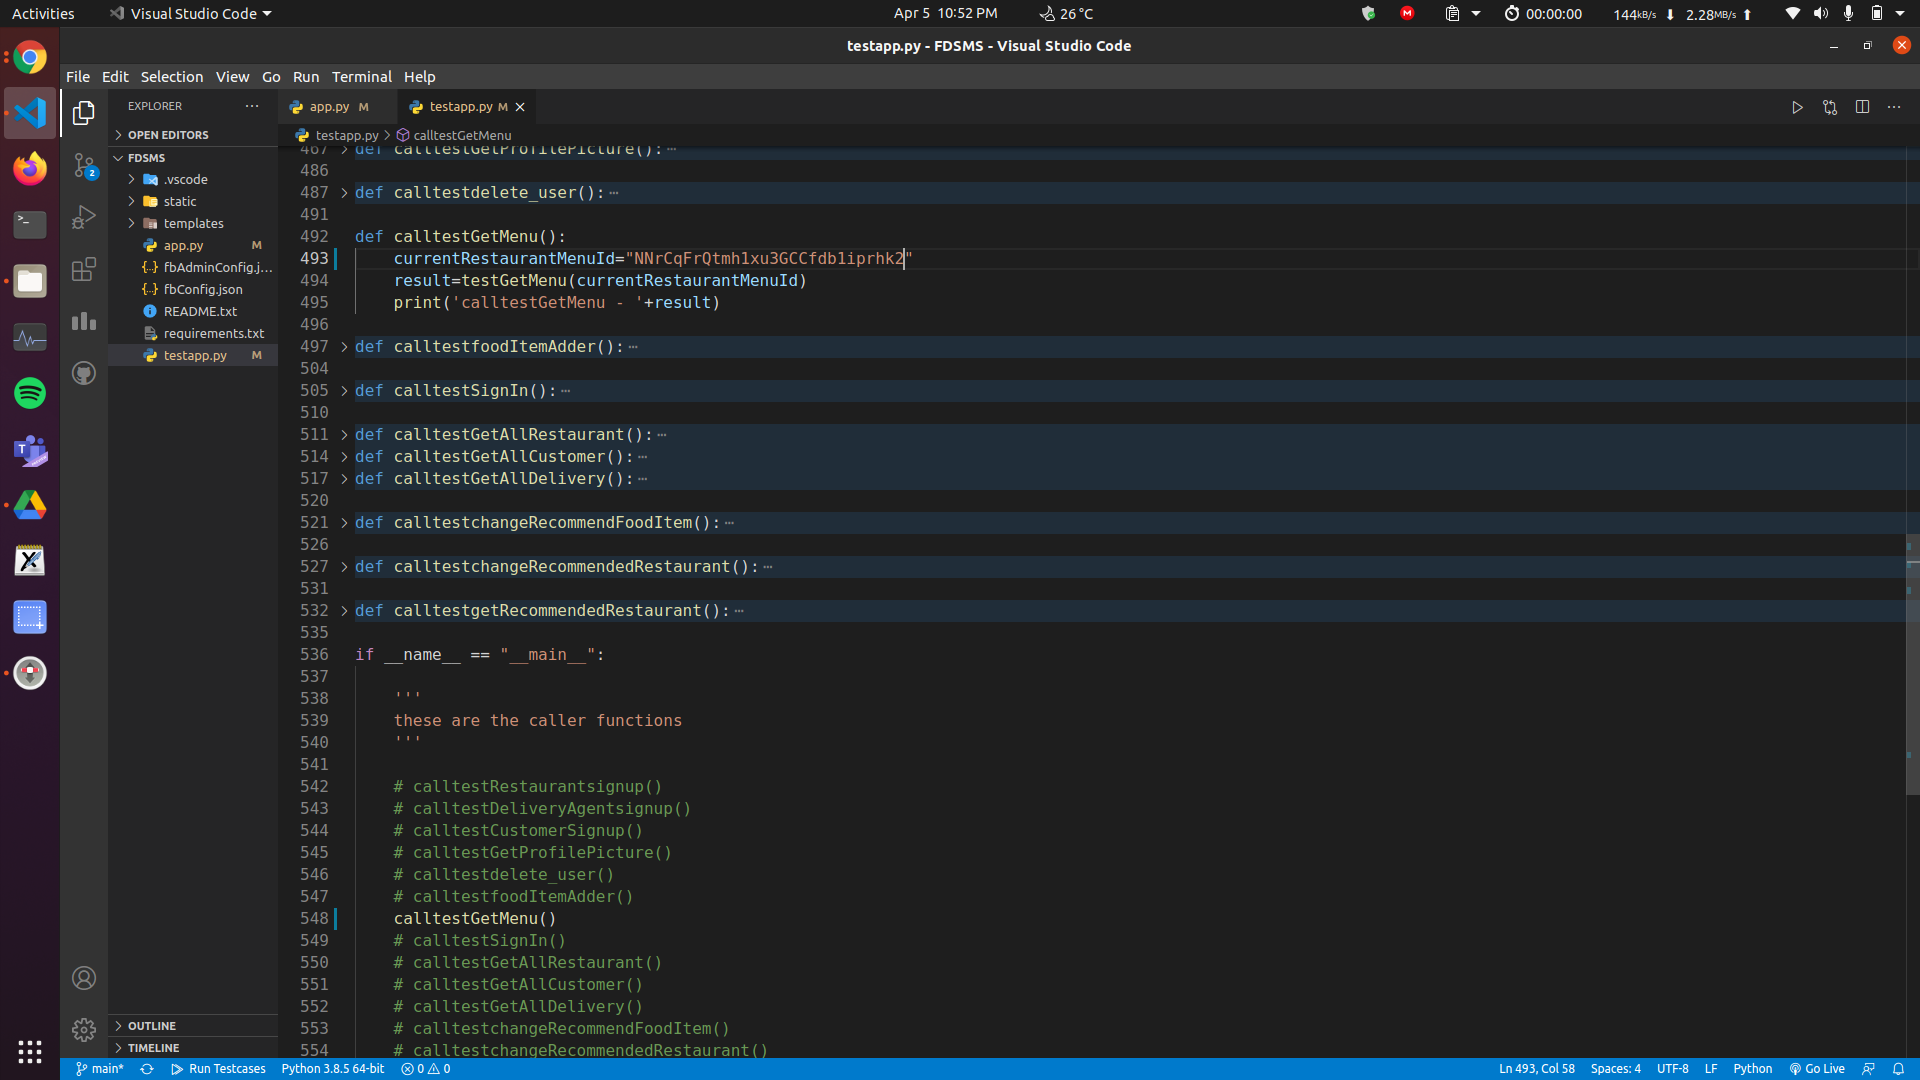 Activities
Visual Studio Code
Apr 5 10:52 PM
26 °C
M
00:00:00
144kB/s
2.28MB/s
testapp.py - FDSMS - Visual Studio Code
File Edit Selection View Go Run Terminal Help
EXPLORER
OPEN EDITORS
FDSMS
.vscode
static
templates
app.py M
fbAdminConfig.j...
fbConfig.json
README.txt
requirements.txt
testapp.py M
OUTLINE
TIMELINE
2
app.py M
testapp.py M
testapp.py > calltestGetMenu
467 def calltestGetProfilePicture():
486
487 def calltestdelete_user():
491
492 def calltestGetMenu():
493 currentRestaurantMenuId="NNrCqFrQtmh1xu3GCCfdb1iprhk2"
494 result=testGetMenu(currentRestaurantMenuId)
495 print('calltestGetMenu - '+result)
496
497 def calltestfoodItemAdder():
504
505 def calltestSignIn():
510
511 def calltestGetAllRestaurant():
514 def calltestGetAllCustomer():
517 def calltestGetAllDelivery():
520
521 def calltestchangeRecommendFoodItem():
526
527 def calltestchangeRecommendedRestaurant():
531
532 def calltestgetRecommendedRestaurant():
535
536 if __name__ == "__main__":
537
538 '''
539 these are the caller functions
540 '''
541
542 # calltestRestaurantsignup()
543 # calltestDeliveryAgentsignup()
544 # calltestCustomerSignup()
545 # calltestGetProfilePicture()
546 # calltestdelete_user()
547 # calltestfoodItemAdder()
548 calltestGetMenu()
549 # calltestSignIn()
550 # calltestGetAllRestaurant()
551 # calltestGetAllCustomer()
552 # calltestGetAllDelivery()
553 # calltestchangeRecommendFoodItem()
554 # calltestchangeRecommendedRestaurant()
main* Run Testcases Python 3.8.5 64-bit 0 0
Ln 493, Col 58 Spaces: 4 UTF-8 LF Python Go Live